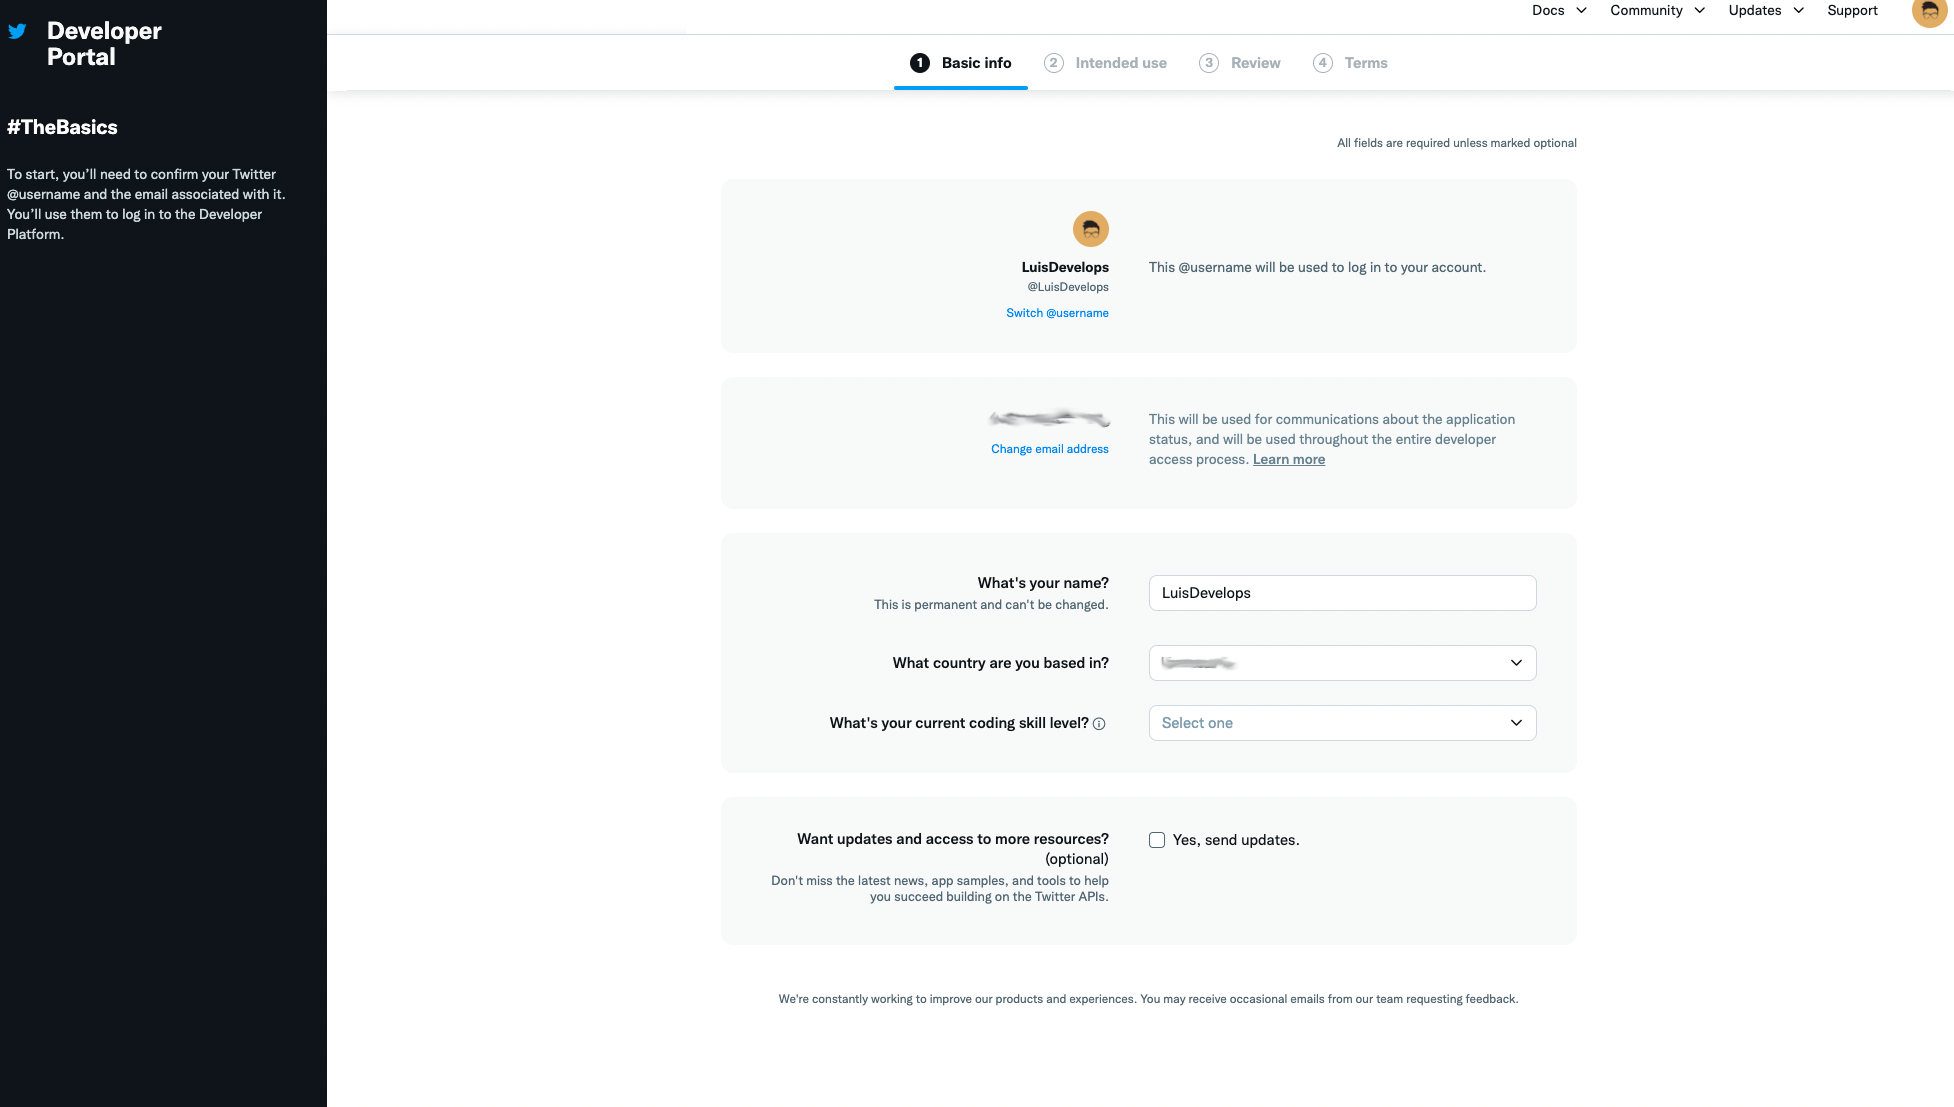 Developer
Portal
#TheBasics
To start, you’ll need to confirm your Twitter
@username and the email associated with it.
You’ll use them to log in to the Developer
Platform.
Docs
Community
Updates
Support
1 Basic info
2 Intended use
3 Review
4 Terms
All fields are required unless marked optional
LuisDevelops
@LuisDevelops
Switch @username
This @username will be used to log in to your account.
Change email address
This will be used for communications about the application
status, and will be used throughout the entire developer
access process. Learn more
What's your name?
This is permanent and can't be changed.
LuisDevelops
What country are you based in?
What's your current coding skill level?
Select one
Want updates and access to more resources?
(optional)
Don't miss the latest news, app samples, and tools to help
you succeed building on the Twitter APIs.
Yes, send updates.
We're constantly working to improve our products and experiences. You may receive occasional emails from our team requesting feedback.